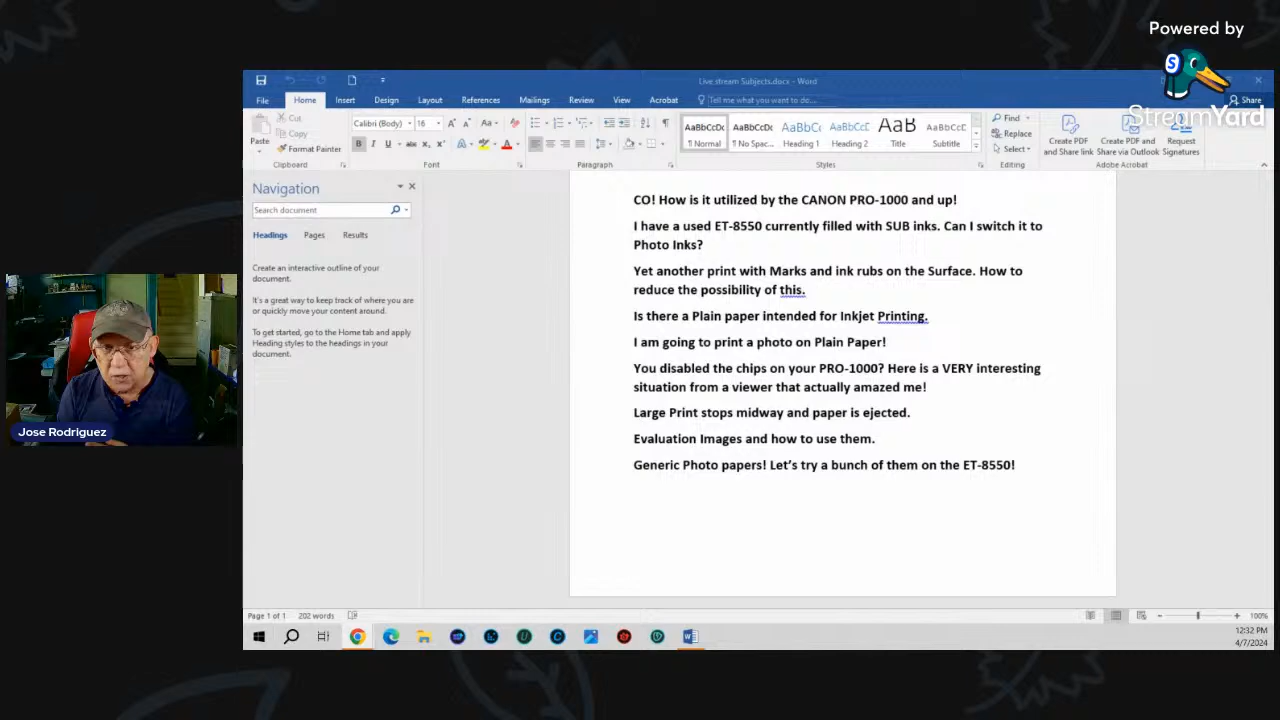 Powered by
StreamYard
Live stream Subjects.docx - Word
File Home Insert Design Layout References Mailings Review View Acrobat Tell me what you want to do... Share
Paste
Cut
Copy
Format Painter
Clipboard
Calibri (Body) 16
Font
Paragraph
AaBbCcDc AaBbCcDc AaBbCc AaBbCcC AaB AaBbCcC
¶ Normal ¶ No Spac... Heading 1 Heading 2 Title Subtitle
Styles
Find
Replace
Select
Editing
Create PDF and Share link
Create PDF and Share via Outlook
Request Signatures
Adobe Acrobat
Navigation
Search document
Headings Pages Results
Create an interactive outline of your
document.
It's a great way to keep track of where you are
or quickly move your content around.
To get started, go to the Home tab and apply
Heading styles to the headings in your
document.
CO! How is it utilized by the CANON PRO-1000 and up!
I have a used ET-8550 currently filled with SUB inks. Can I switch it to
Photo Inks?
Yet another print with Marks and ink rubs on the Surface. How to
reduce the possibility of this.
Is there a Plain paper intended for Inkjet Printing.
I am going to print a photo on Plain Paper!
You disabled the chips on your PRO-1000? Here is a VERY interesting
situation from a viewer that actually amazed me!
Large Print stops midway and paper is ejected.
Evaluation Images and how to use them.
Generic Photo papers! Let's try a bunch of them on the ET-8550!
Jose Rodriguez
Page 1 of 1 202 words
100%
12:32 PM
4/7/2024